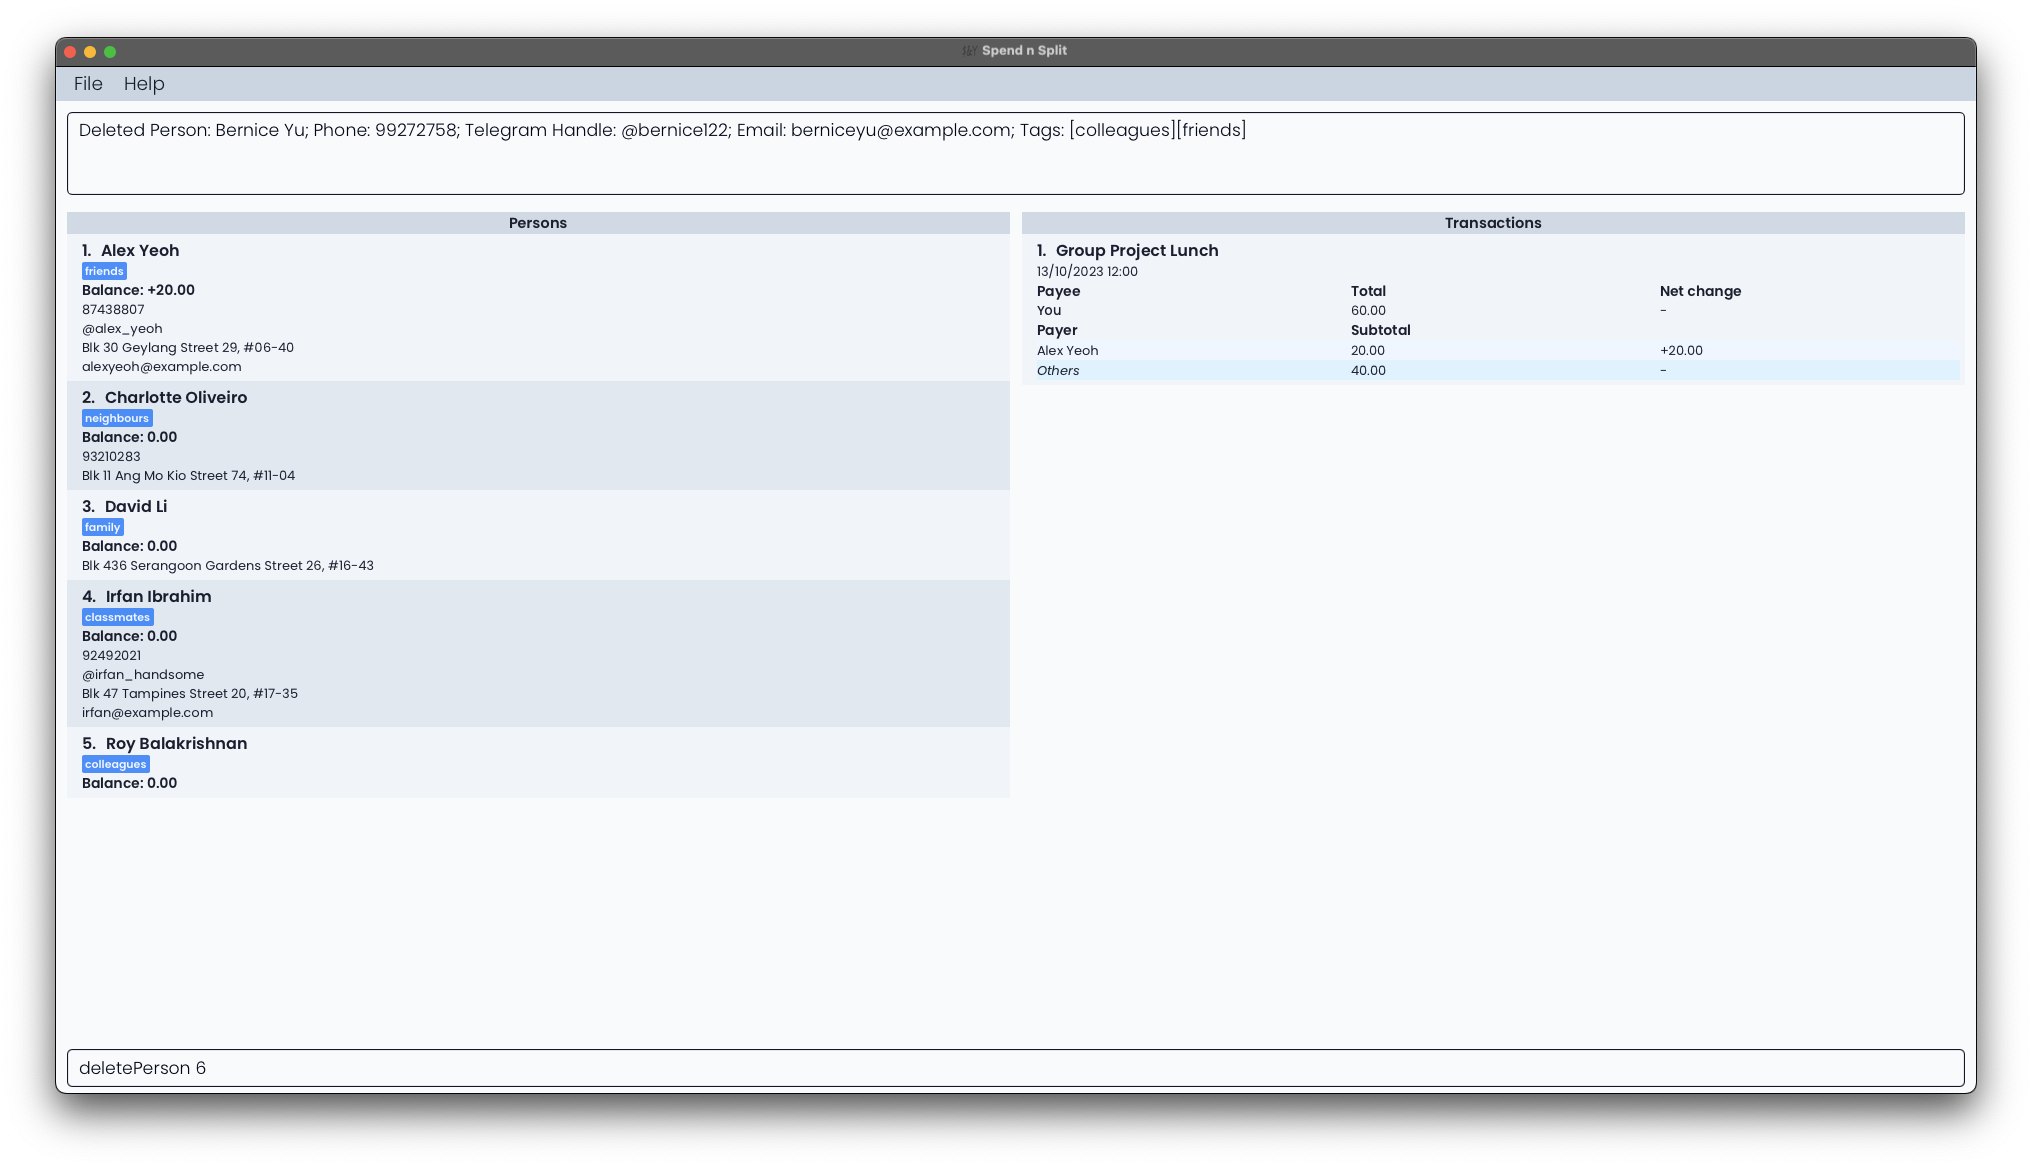 Spend n Split
File Help
Deleted Person: Bernice Yu; Phone: 99272758; Telegram Handle: @bernice122; Email: berniceyu@example.com; Tags: [colleagues][friends]
Persons
1. Alex Yeoh
friends
Balance: +20.00
87438807
@alex_yeoh
Blk 30 Geylang Street 29, #06-40
alexyeoh@example.com
2. Charlotte Oliveiro
neighbours
Balance: 0.00
93210283
Blk 11 Ang Mo Kio Street 74, #11-04
3. David Li
family
Balance: 0.00
Blk 436 Serangoon Gardens Street 26, #16-43
4. Irfan Ibrahim
classmates
Balance: 0.00
92492021
@irfan_handsome
Blk 47 Tampines Street 20, #17-35
irfan@example.com
5. Roy Balakrishnan
colleagues
Balance: 0.00
Transactions
1. Group Project Lunch
13/10/2023 12:00
Payee Total Net change
You 60.00 -
Payer Subtotal
Alex Yeoh 20.00 +20.00
Others 40.00 -
deletePerson 6